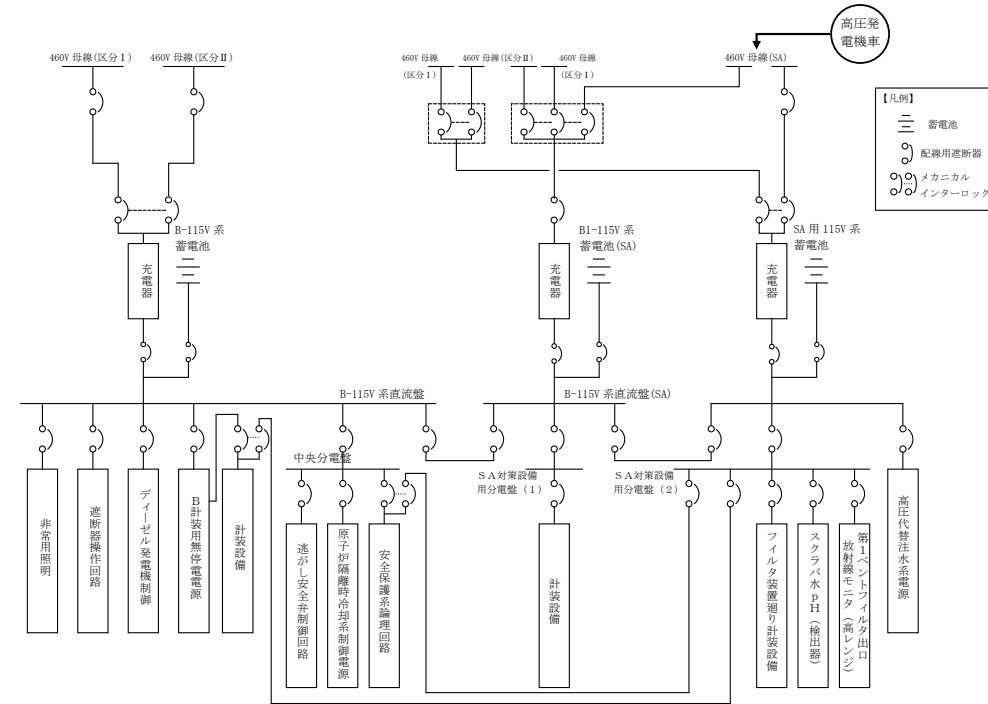 高圧発
電機車
460V 母線(区分Ⅰ)
460V 母線(区分Ⅱ)
460V 母線
(区分Ⅰ)
460V 母線(区分Ⅱ)
460V 母線
(区分Ⅰ)
460V 母線(SA)
【凡例】
蓄電池
配線用遮断器
メカニカル
インターロック
B-115V 系
蓄電池
B1-115V 系
蓄電池(SA)
SA 用 115V 系
蓄電池
充電器
充電器
充電器
B-115V 系直流盤
B-115V 系直流盤(SA)
中央分電盤
SA対策設備
用分電盤（1）
SA対策設備
用分電盤（2）
非常用照明
遮断器操作回路
ディーゼル発電機制御
B計装用無停電電源
計装設備
逃がし安全弁制御回路
原子炉隔離時冷却系制御電源
安全保護系論理回路
計装設備
フィルタ装置廻り計装設備
スクラバ水pH（検出器）
第1ベントフィルタ出口
放射線モニタ（高レンジ）
高圧代替注水系電源